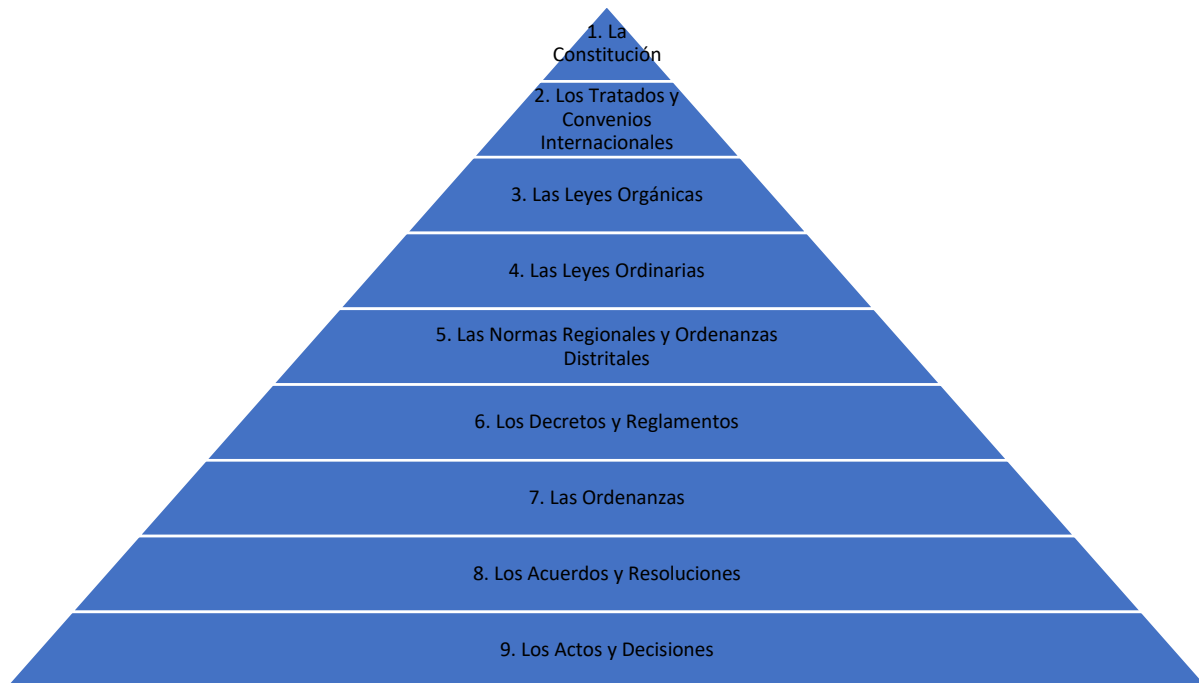 1. La
Constitución
2. Los Tratados y
Convenios
Internacionales
3. Las Leyes Orgánicas
4. Las Leyes Ordinarias
5. Las Normas Regionales y Ordenanzas
Distritales
6. Los Decretos y Reglamentos
7. Las Ordenanzas
8. Los Acuerdos y Resoluciones
9. Los Actos y Decisiones